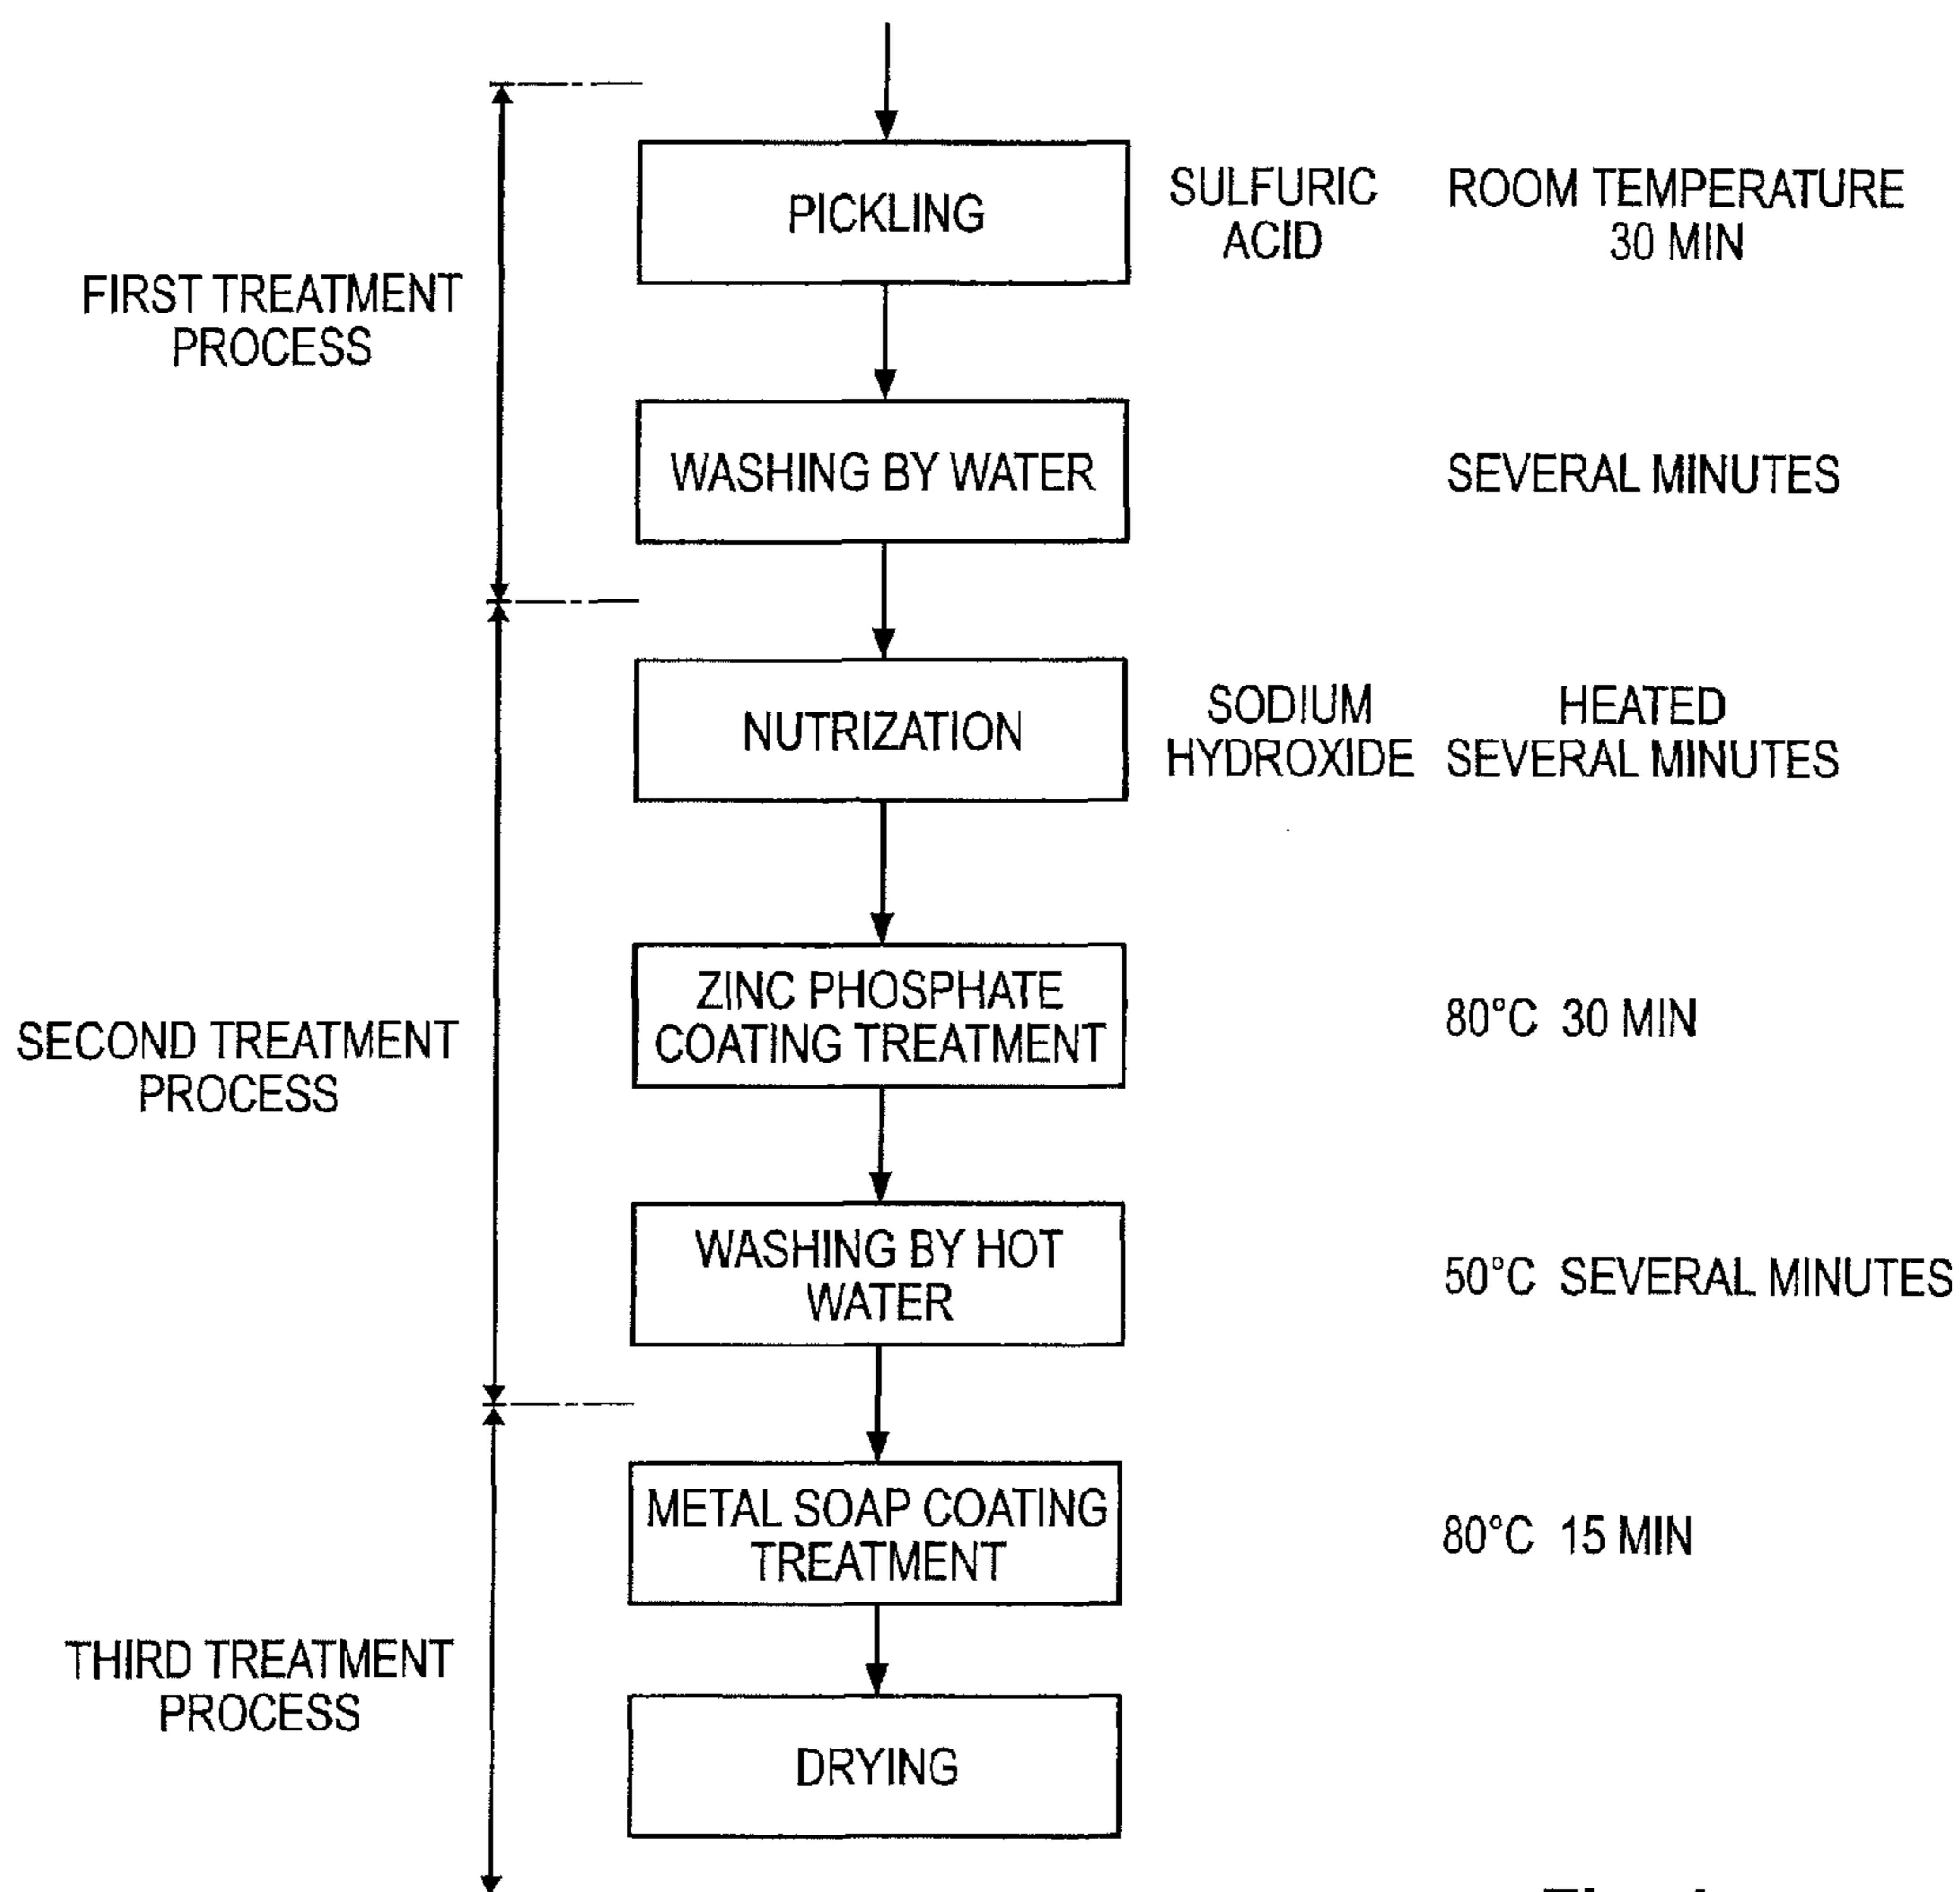 PICKLING
SULFURIC
ACID
ROOM TEMPERATURE
30 MIN
FIRST TREATMENT
PROCESS
WASHING BY WATER
SEVERAL MINUTES
NUTRIZATION
SODIUM
HYDROXIDE
HEATED
SEVERAL MINUTES
SECOND TREATMENT
PROCESS
ZINC PHOSPHATE
COATING TREATMENT
80°C 30 MIN
WASHING BY HOT
WATER
50°C SEVERAL MINUTES
METAL SOAP COATING
TREATMENT
80°C 15 MIN
THIRD TREATMENT
PROCESS
DRYING